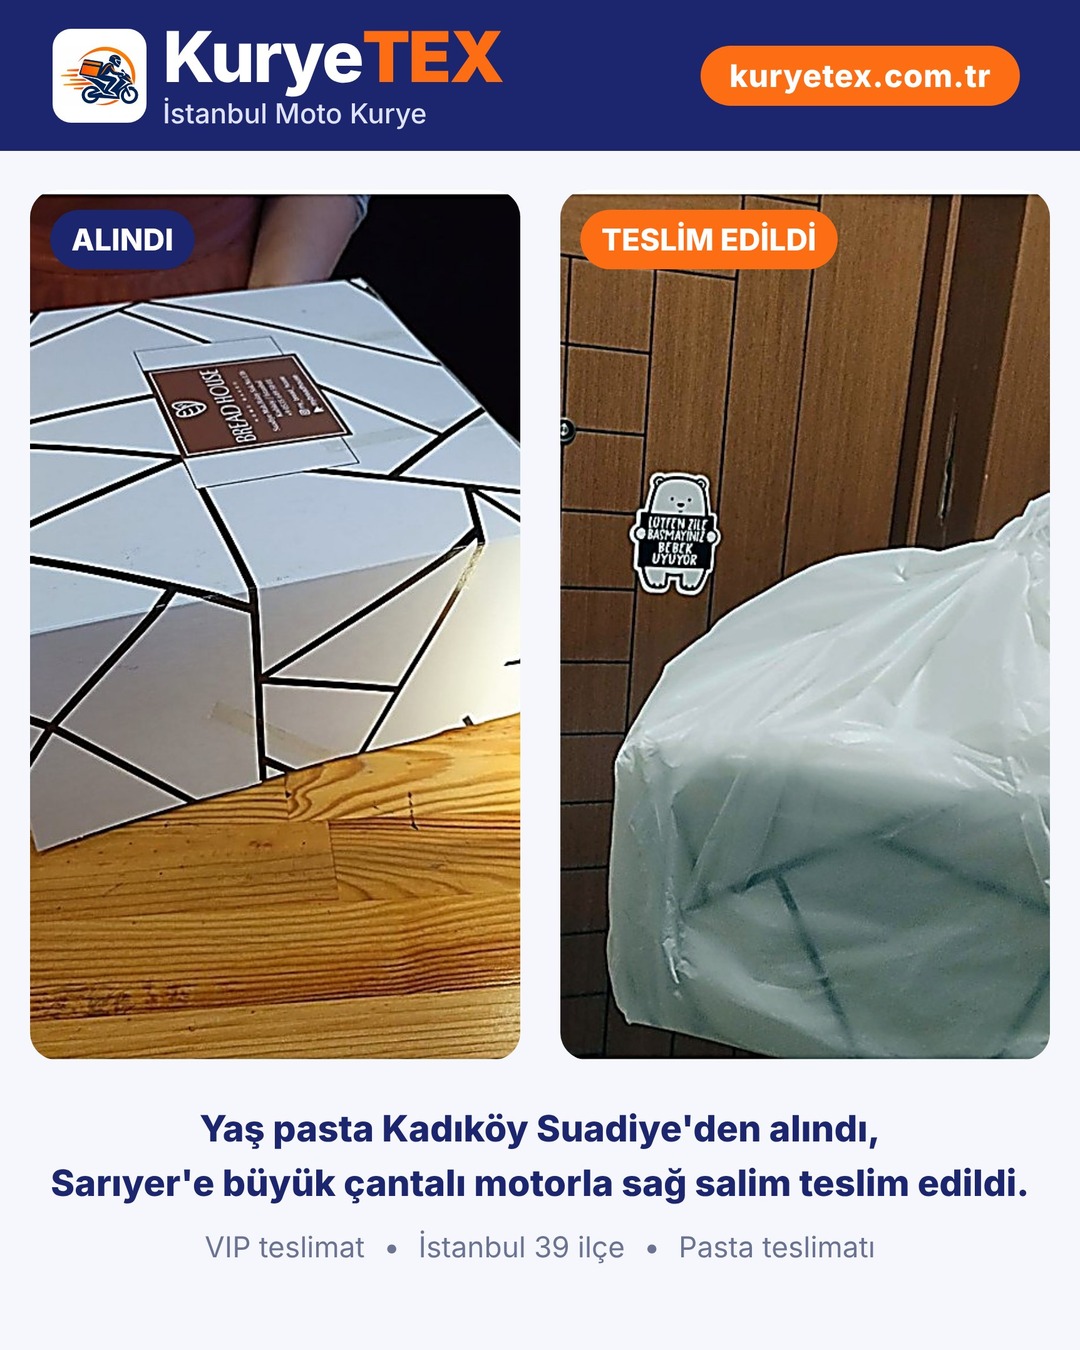 KuryeTEX
İstanbul Moto Kurye
kuryetex.com.tr
ALINDI
BREAD HOUSE
TESLİM EDİLDİ
LÜTFEN ZİLE
BASMAYINIZ
BEBEK
UYUYOR
Yaş pasta Kadıköy Suadiye'den alındı,
Sarıyer'e büyük çantalı motorla sağ salim teslim edildi.
VIP teslimat • İstanbul 39 ilçe • Pasta teslimatı